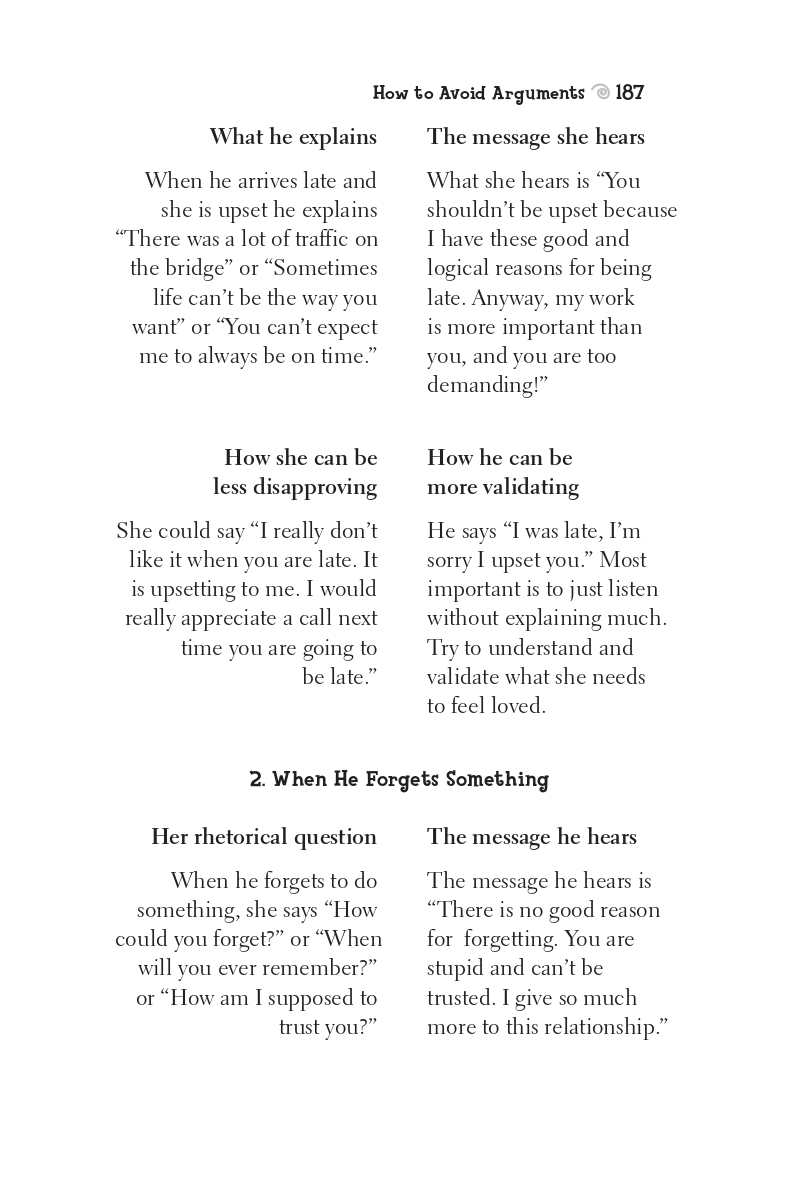 How to Avoid Arguments 187
What he explains
When he arrives late and
she is upset he explains
“There was a lot of traffic on
the bridge” or “Sometimes
life can’t be the way you
want” or “You can’t expect
me to always be on time.”
The message she hears
What she hears is “You
shouldn’t be upset because
I have these good and
logical reasons for being
late. Anyway, my work
is more important than
you, and you are too
demanding!”
How she can be
less disapproving
She could say “I really don’t
like it when you are late. It
is upsetting to me. I would
really appreciate a call next
time you are going to
be late.”
How he can be
more validating
He says “I was late, I’m
sorry I upset you.” Most
important is to just listen
without explaining much.
Try to understand and
validate what she needs
to feel loved.
2. When He Forgets Something
Her rhetorical question
When he forgets to do
something, she says “How
could you forget?” or “When
will you ever remember?”
or “How am I supposed to
trust you?”
The message he hears
The message he hears is
“There is no good reason
for forgetting. You are
stupid and can’t be
trusted. I give so much
more to this relationship.”